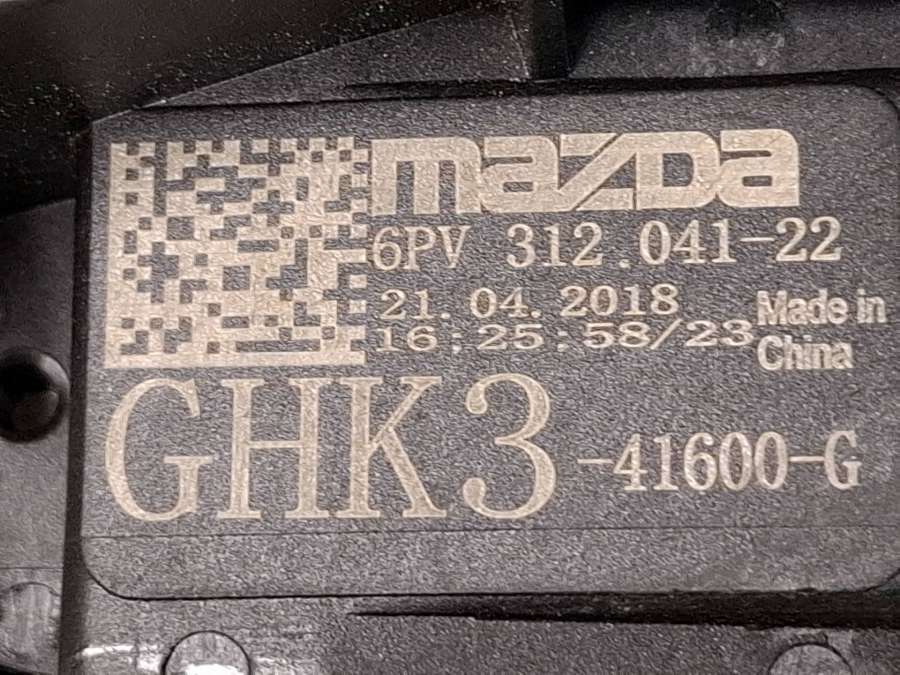 mazda
6PV 312.041-22
21.04.2018
16:25:58/23
Made in
China
GHK3-41600-G